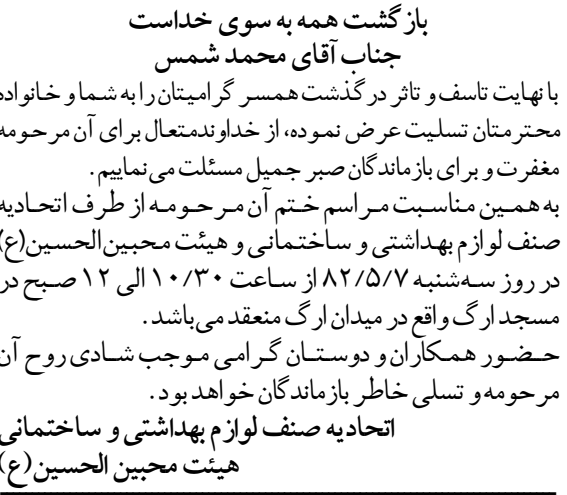 بازگشت همه به سوی خداست
جناب آقای محمد شمس
با نهایت تاسف و تاثر درگذشت همسر گرامیتان را به شما و خانواده
محترمتان تسلیت عرض نموده، از خداوند متعال برای آن مرحومه
مغفرت و برای بازماندگان صبر جمیل مسئلت می‌نماییم.
به همین مناسبت مراسم ختم آن مرحومه از طرف اتحادیه
صنف لوازم بهداشتی و ساختمانی و هیئت محبین‌الحسین(ع)
در روز سه‌شنبه ۸۲/۵/۷ از ساعت ۱۰/۳۰ الی ۱۲ صبح در
مسجد ارگ واقع در میدان ارگ منعقد می‌باشد.
حضور همکاران و دوستان گرامی موجب شادی روح آن
مرحومه و تسلی خاطر بازماندگان خواهد بود.
اتحادیه صنف لوازم بهداشتی و ساختمانی
هیئت محبین الحسین(ع)